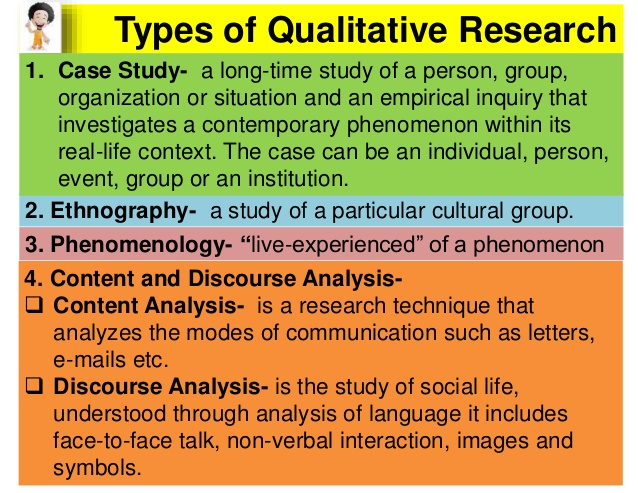 Types of Qualitative Research
1. Case Study- a long-time study of a person, group,
organization or situation and an empirical inquiry that
investigates a contemporary phenomenon within its
real-life context. The case can be an individual, person,
event, group or an institution.
2. Ethnography- a study of a particular cultural group.
3. Phenomenology- “live-experienced” of a phenomenon
4. Content and Discourse Analysis-
❑ Content Analysis- is a research technique that
analyzes the modes of communication such as letters,
e-mails etc.
❑ Discourse Analysis- is the study of social life,
understood through analysis of language it includes
face-to-face talk, non-verbal interaction, images and
symbols.